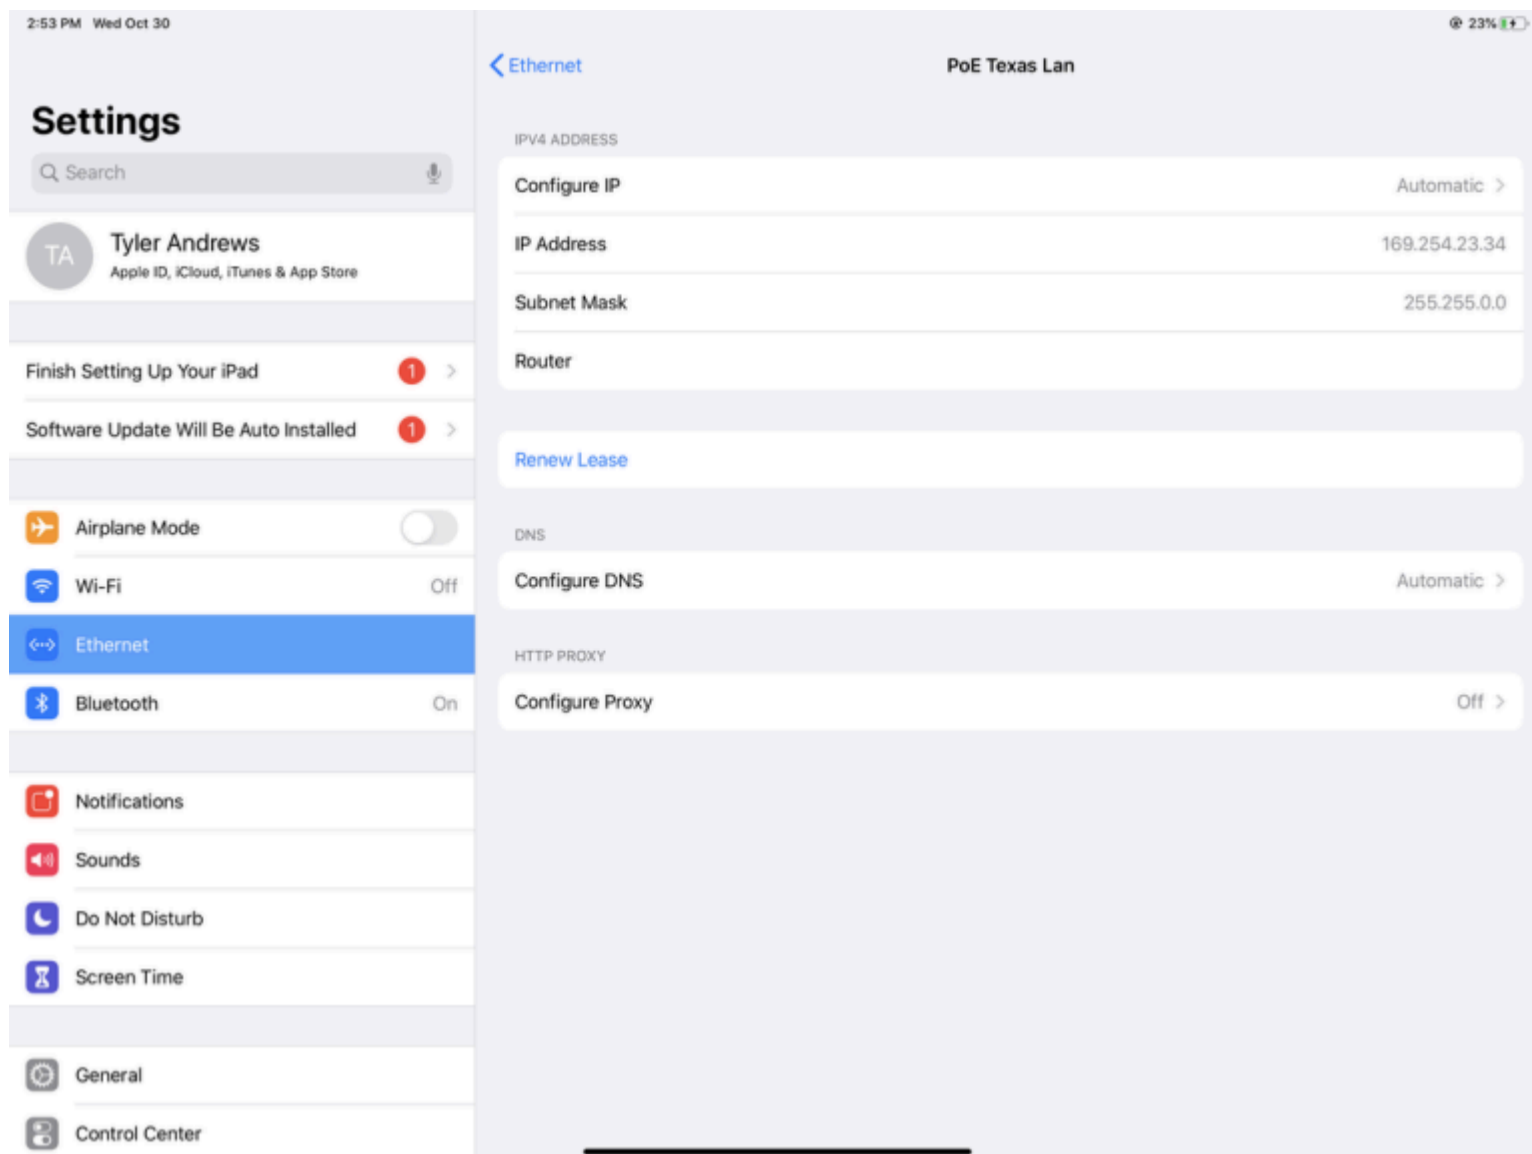 2:53 PM Wed Oct 30
23%
Settings
Search
TA
Tyler Andrews
Apple ID, iCloud, iTunes & App Store
Finish Setting Up Your iPad 1
Software Update Will Be Auto Installed 1
Airplane Mode
Wi-Fi Off
Ethernet
Bluetooth On
Notifications
Sounds
Do Not Disturb
Screen Time
General
Control Center
Ethernet
PoE Texas Lan
IPV4 ADDRESS
Configure IP Automatic
IP Address 169.254.23.34
Subnet Mask 255.255.0.0
Router
Renew Lease
DNS
Configure DNS Automatic
HTTP PROXY
Configure Proxy Off